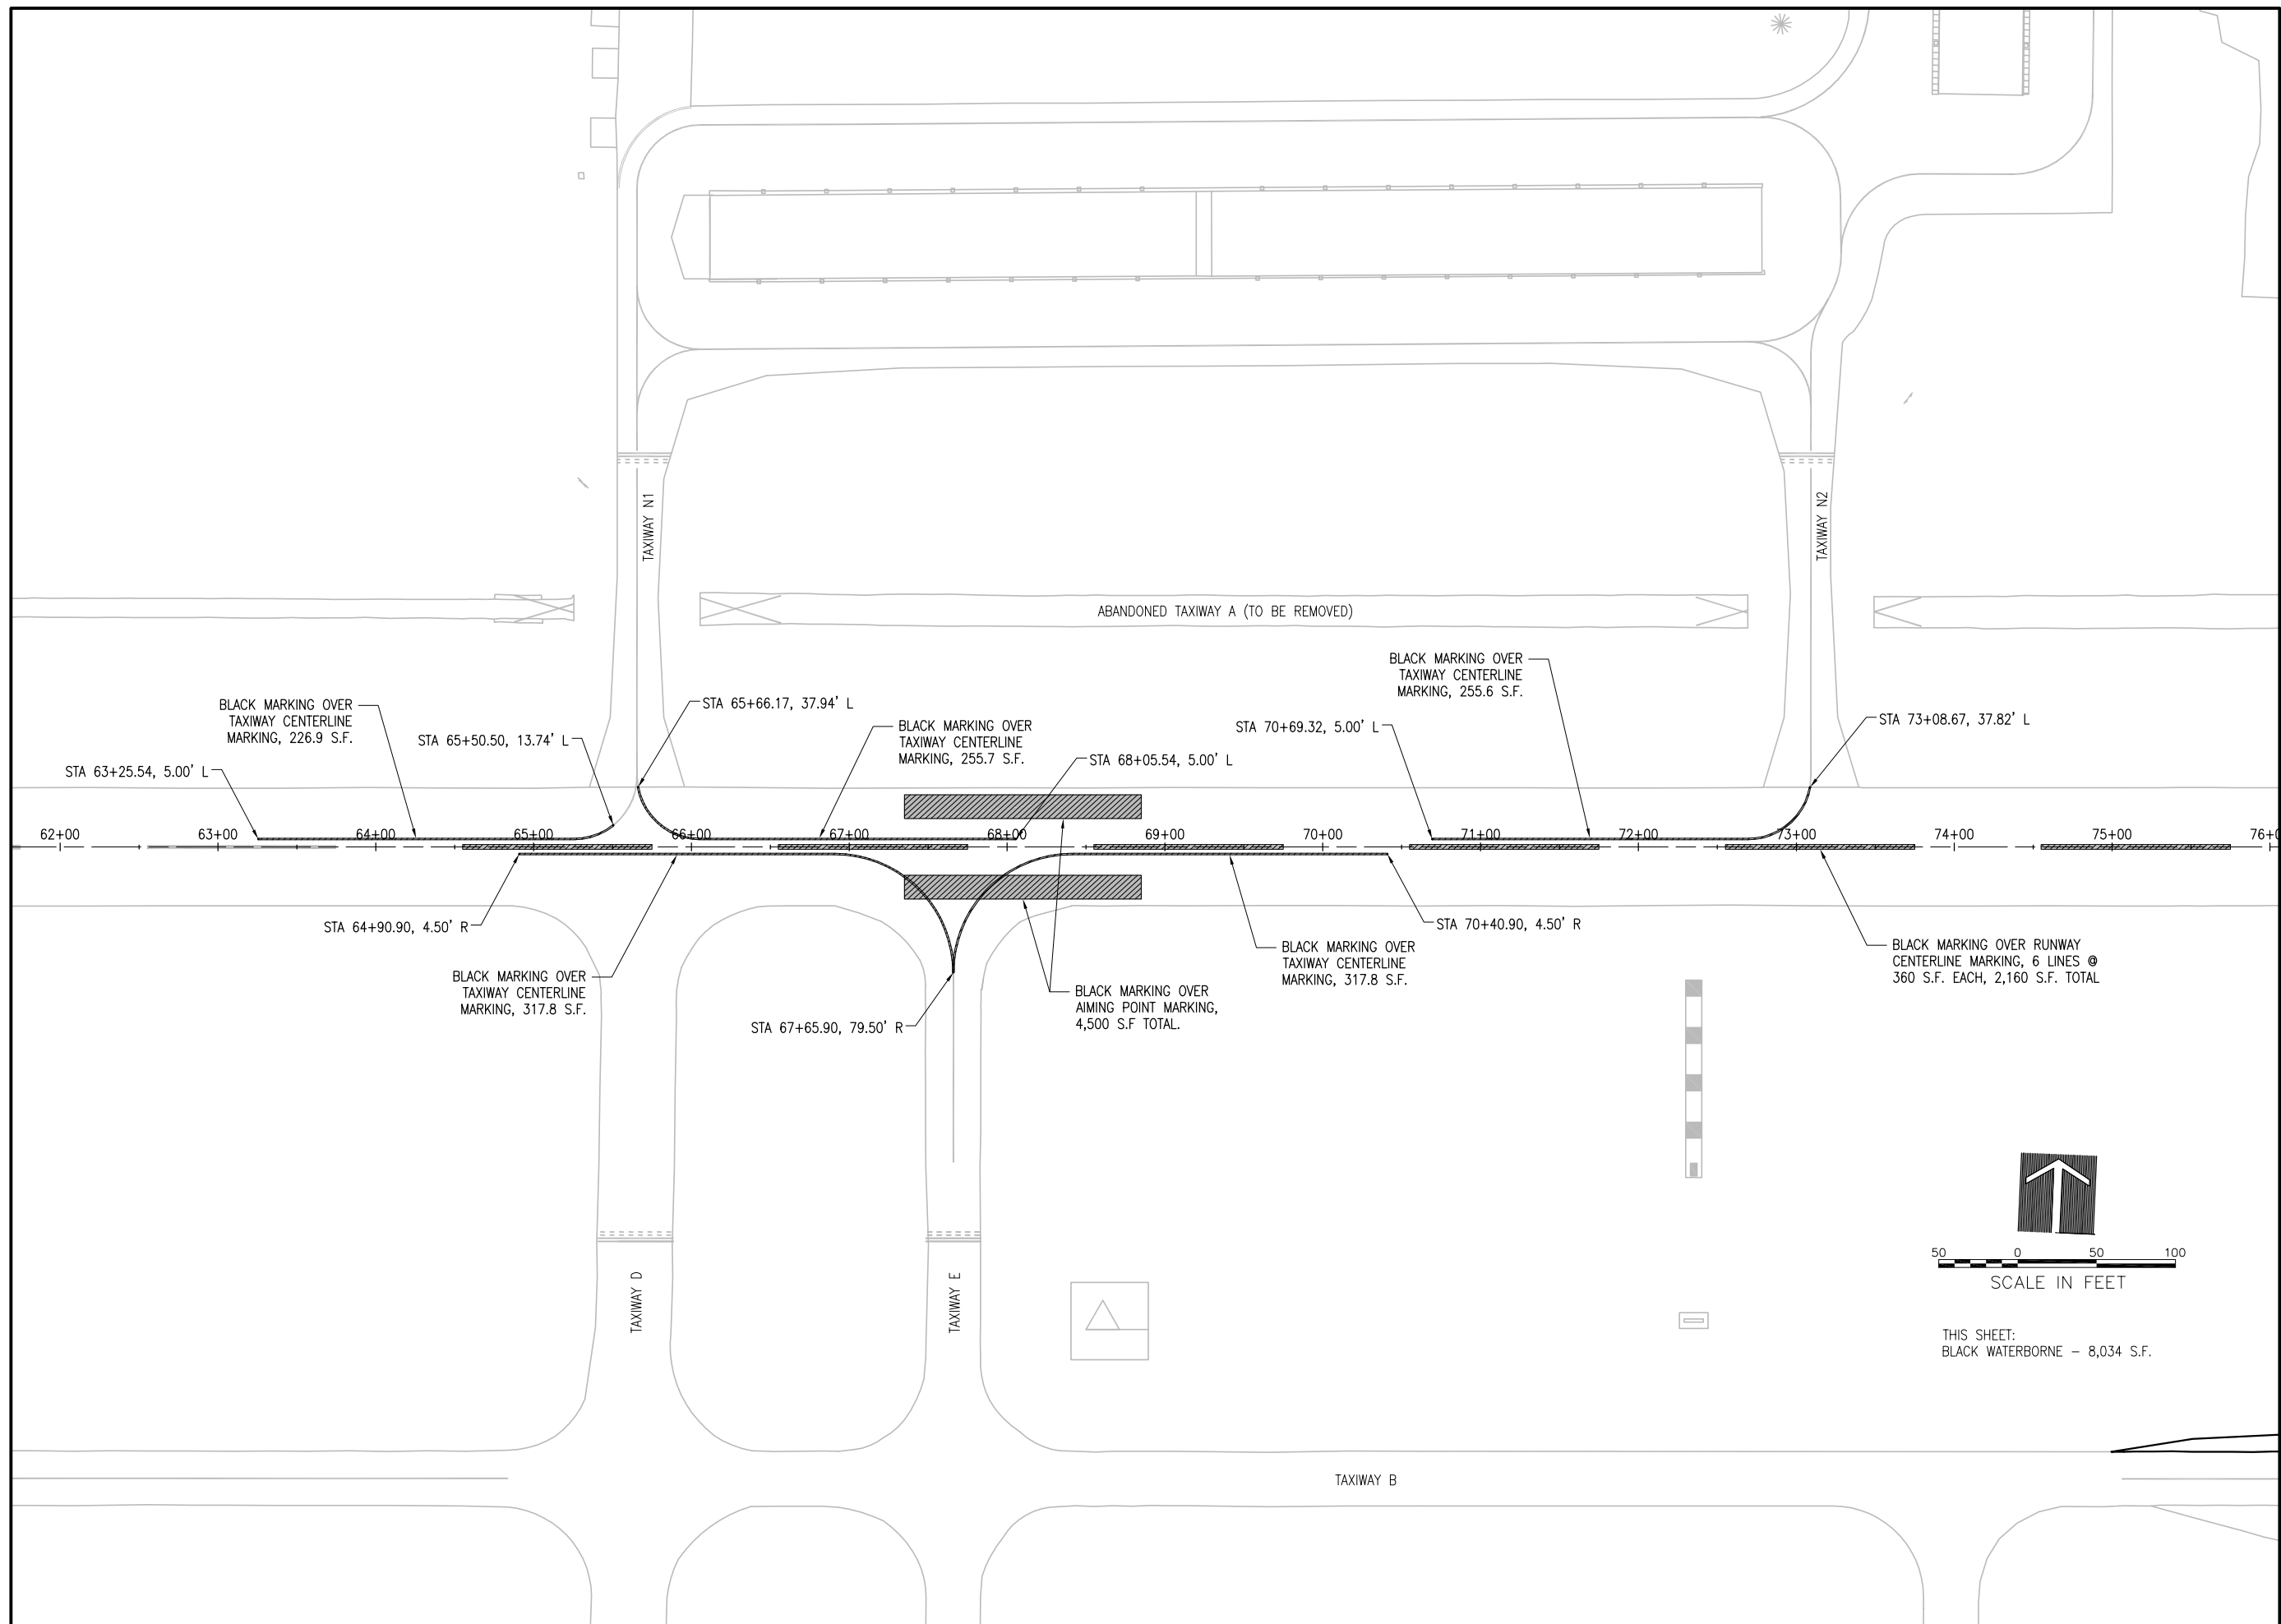 TAXIWAY N1
TAXIWAY N2
ABANDONED TAXIWAY A (TO BE REMOVED)
BLACK MARKING OVER
TAXIWAY CENTERLINE
MARKING, 255.6 S.F.
BLACK MARKING OVER
TAXIWAY CENTERLINE
MARKING, 226.9 S.F.
STA 65+66.17, 37.94' L
STA 65+50.50, 13.74' L
STA 63+25.54, 5.00' L
BLACK MARKING OVER
TAXIWAY CENTERLINE
MARKING, 255.7 S.F.
STA 68+05.54, 5.00' L
STA 70+69.32, 5.00' L
STA 73+08.67, 37.82' L
62+00
63+00
64+00
65+00
66+00
67+00
68+00
69+00
70+00
71+00
72+00
73+00
74+00
75+00
76+0
STA 64+90.90, 4.50' R
BLACK MARKING OVER
TAXIWAY CENTERLINE
MARKING, 317.8 S.F.
STA 67+65.90, 79.50' R
BLACK MARKING OVER
AIMING POINT MARKING,
4,500 S.F TOTAL.
BLACK MARKING OVER
TAXIWAY CENTERLINE
MARKING, 317.8 S.F.
STA 70+40.90, 4.50' R
BLACK MARKING OVER RUNWAY
CENTERLINE MARKING, 6 LINES @
360 S.F. EACH, 2,160 S.F. TOTAL
TAXIWAY D
TAXIWAY E
50 0 50 100
SCALE IN FEET
THIS SHEET:
BLACK WATERBORNE – 8,034 S.F.
TAXIWAY B